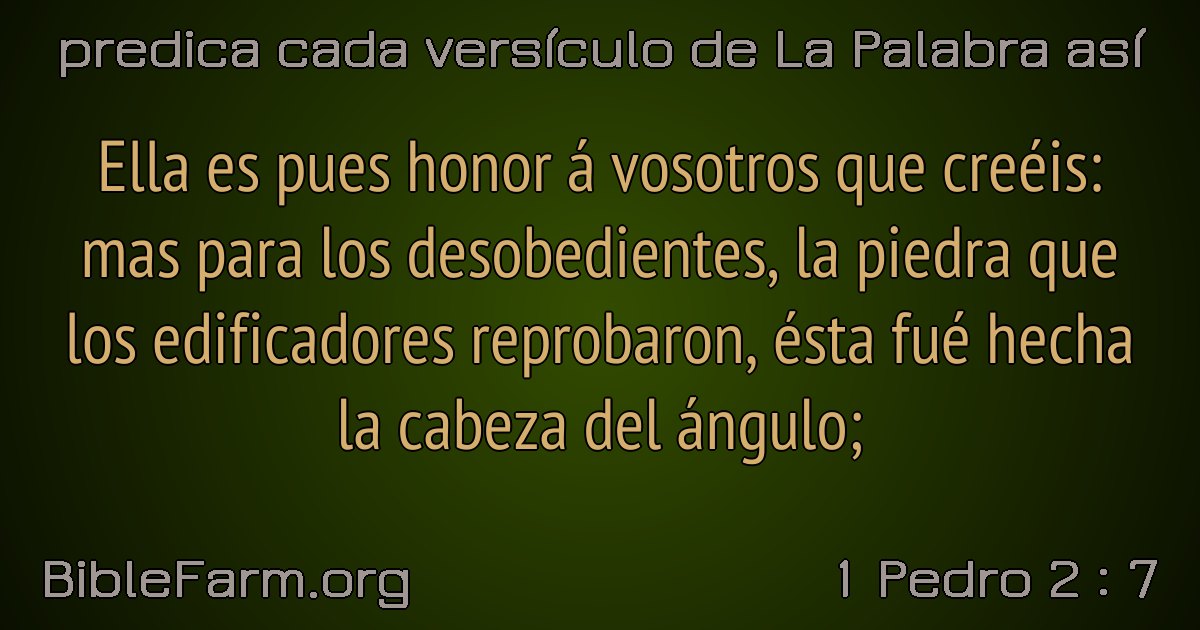 predica cada versículo de La Palabra así
Ella es pues honor á vosotros que creéis:
mas para los desobedientes, la piedra que
los edificadores reprobaron, ésta fué hecha
la cabeza del ángulo;
BibleFarm.org
1 Pedro 2 : 7